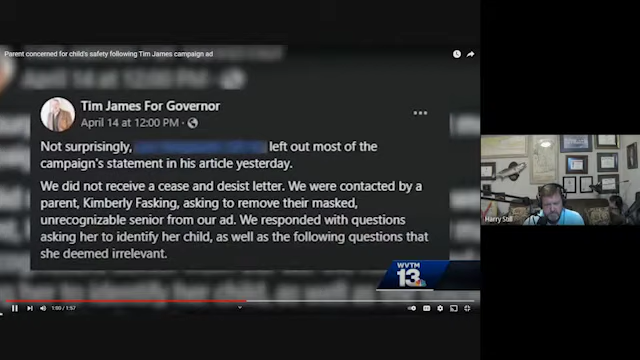 Parent concerned for child's safety following Tim James campaign ad
Tim James For Governor
April 14 at 12:00 PM
Not surprisingly, left out most of the
campaign's statement in his article yesterday.
We did not receive a cease and desist letter. We were contacted by a
parent, Kimberly Fasking, asking to remove their masked,
unrecognizable senior from our ad. We responded with questions
asking her to identify her child, as well as the following questions that
she deemed irrelevant.
WVTM
13
1:00 / 1:57
Harry Still